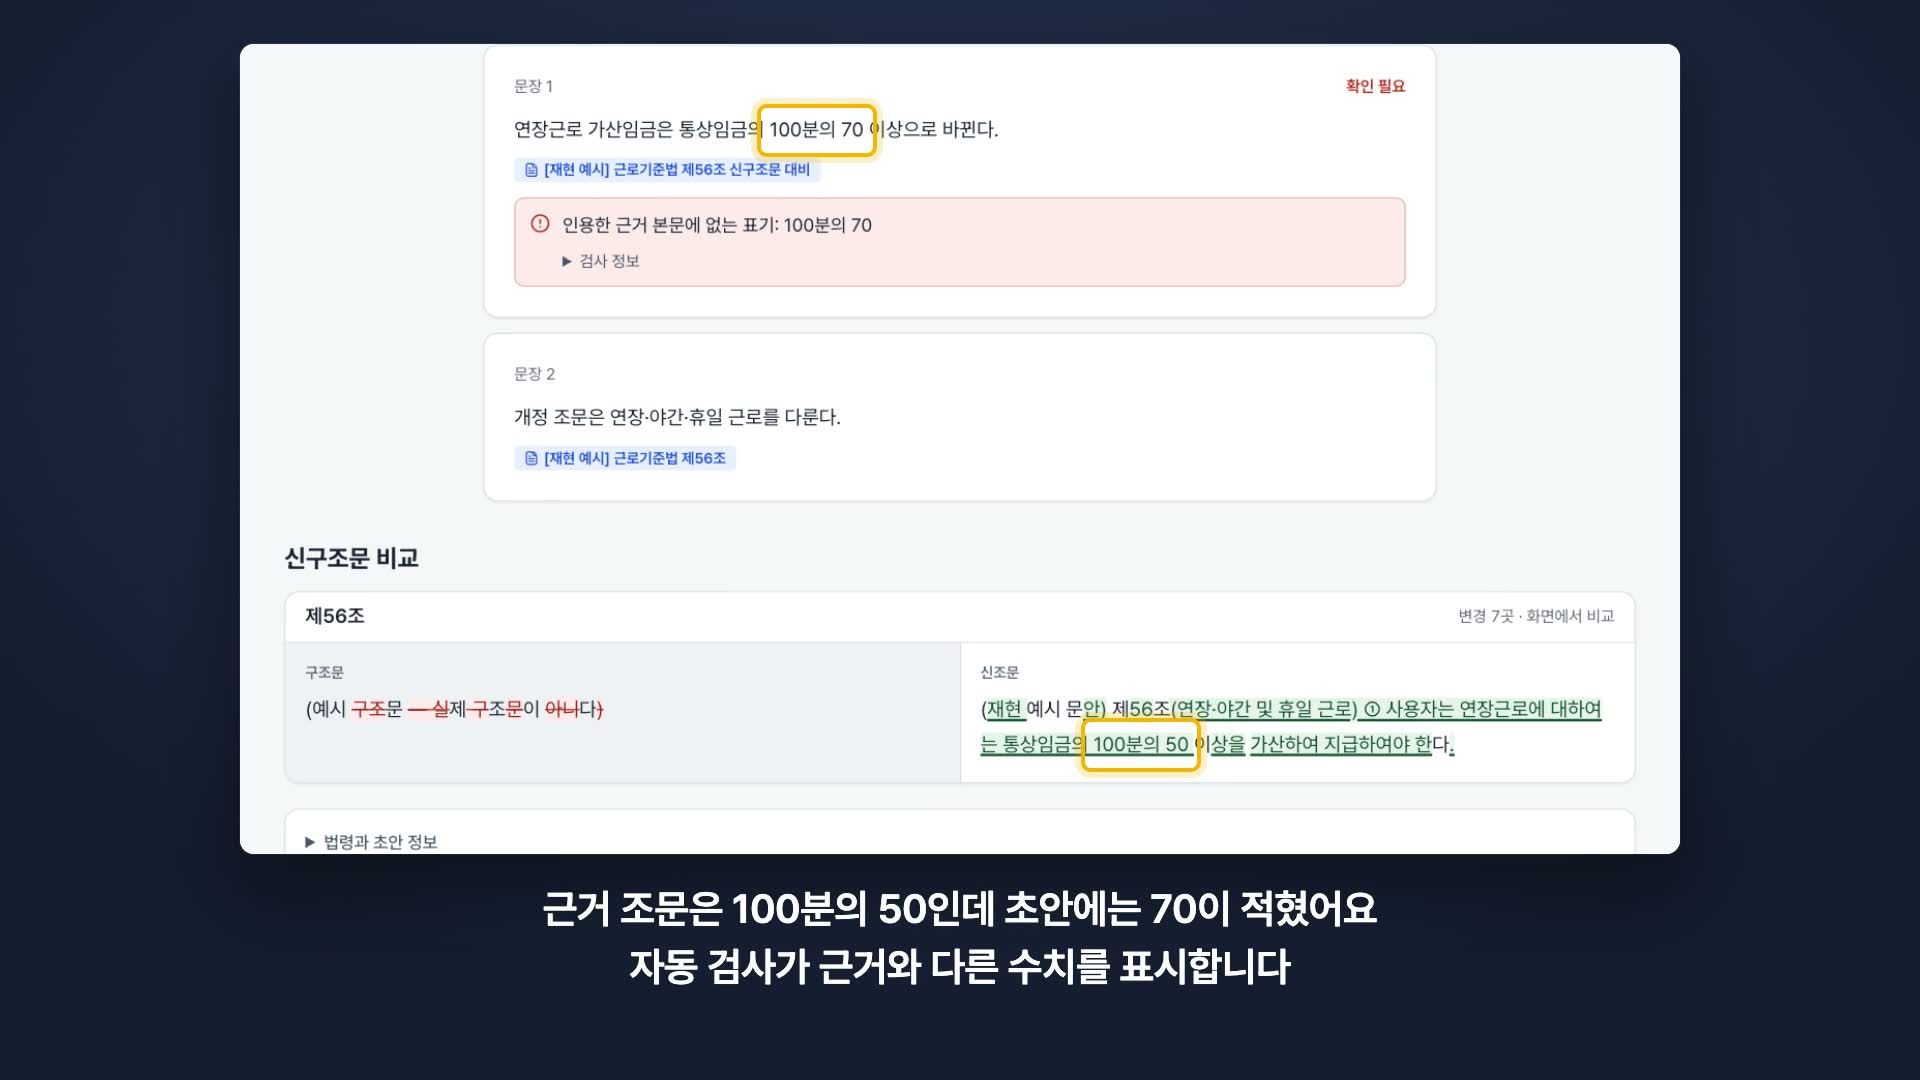 문장 1
확인 필요
연장근로 가산임금은 통상임금의 100분의 70 이상으로 바뀐다.
[재현 예시] 근로기준법 제56조 신구조문 대비
인용한 근거 본문에 없는 표기: 100분의 70
▶ 검사 정보
문장 2
개정 조문은 연장·야간·휴일 근로를 다룬다.
[재현 예시] 근로기준법 제56조
신구조문 비교
제56조
변경 7곳 · 화면에서 비교
구조문
(예시 구조문 — 실제 구조문이 아니다)
신조문
(재현 예시 문안) 제56조(연장·야간 및 휴일 근로) ① 사용자는 연장근로에 대하여
는 통상임금의 100분의 50 이상을 가산하여 지급하여야 한다.
▶ 법령과 초안 정보
근거 조문은 100분의 50인데 초안에는 70이 적혔어요
자동 검사가 근거와 다른 수치를 표시합니다